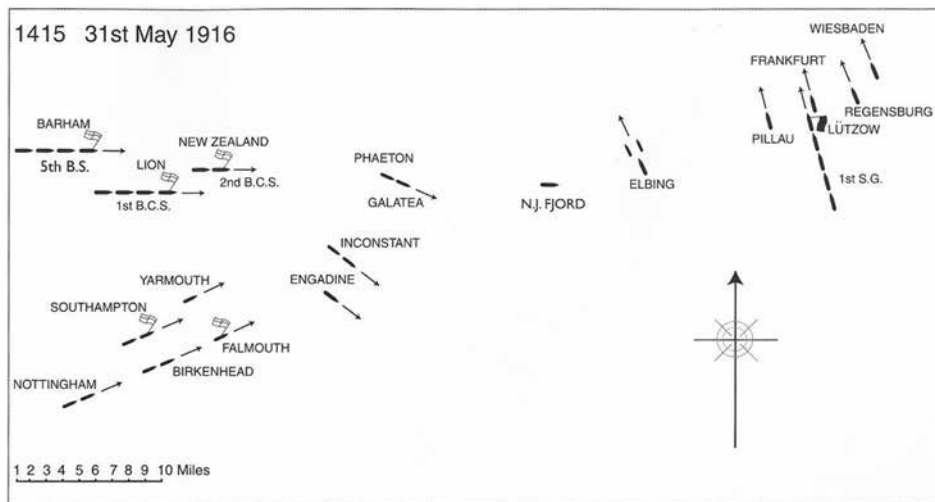 1415 31st May 1916
WIESBADEN
FRANKFURT
REGENSBURG
PILLAU
LÜTZOW
BARHAM
NEW ZEALAND
LION
5th B.S.
2nd B.C.S.
1st B.C.S.
PHAETON
GALATEA
N.J. FJORD
ELBING
1st S.G.
INCONSTANT
ENGADINE
YARMOUTH
SOUTHAMPTON
FALMOUTH
BIRKENHEAD
NOTTINGHAM
1 2 3 4 5 6 7 8 9 10 Miles